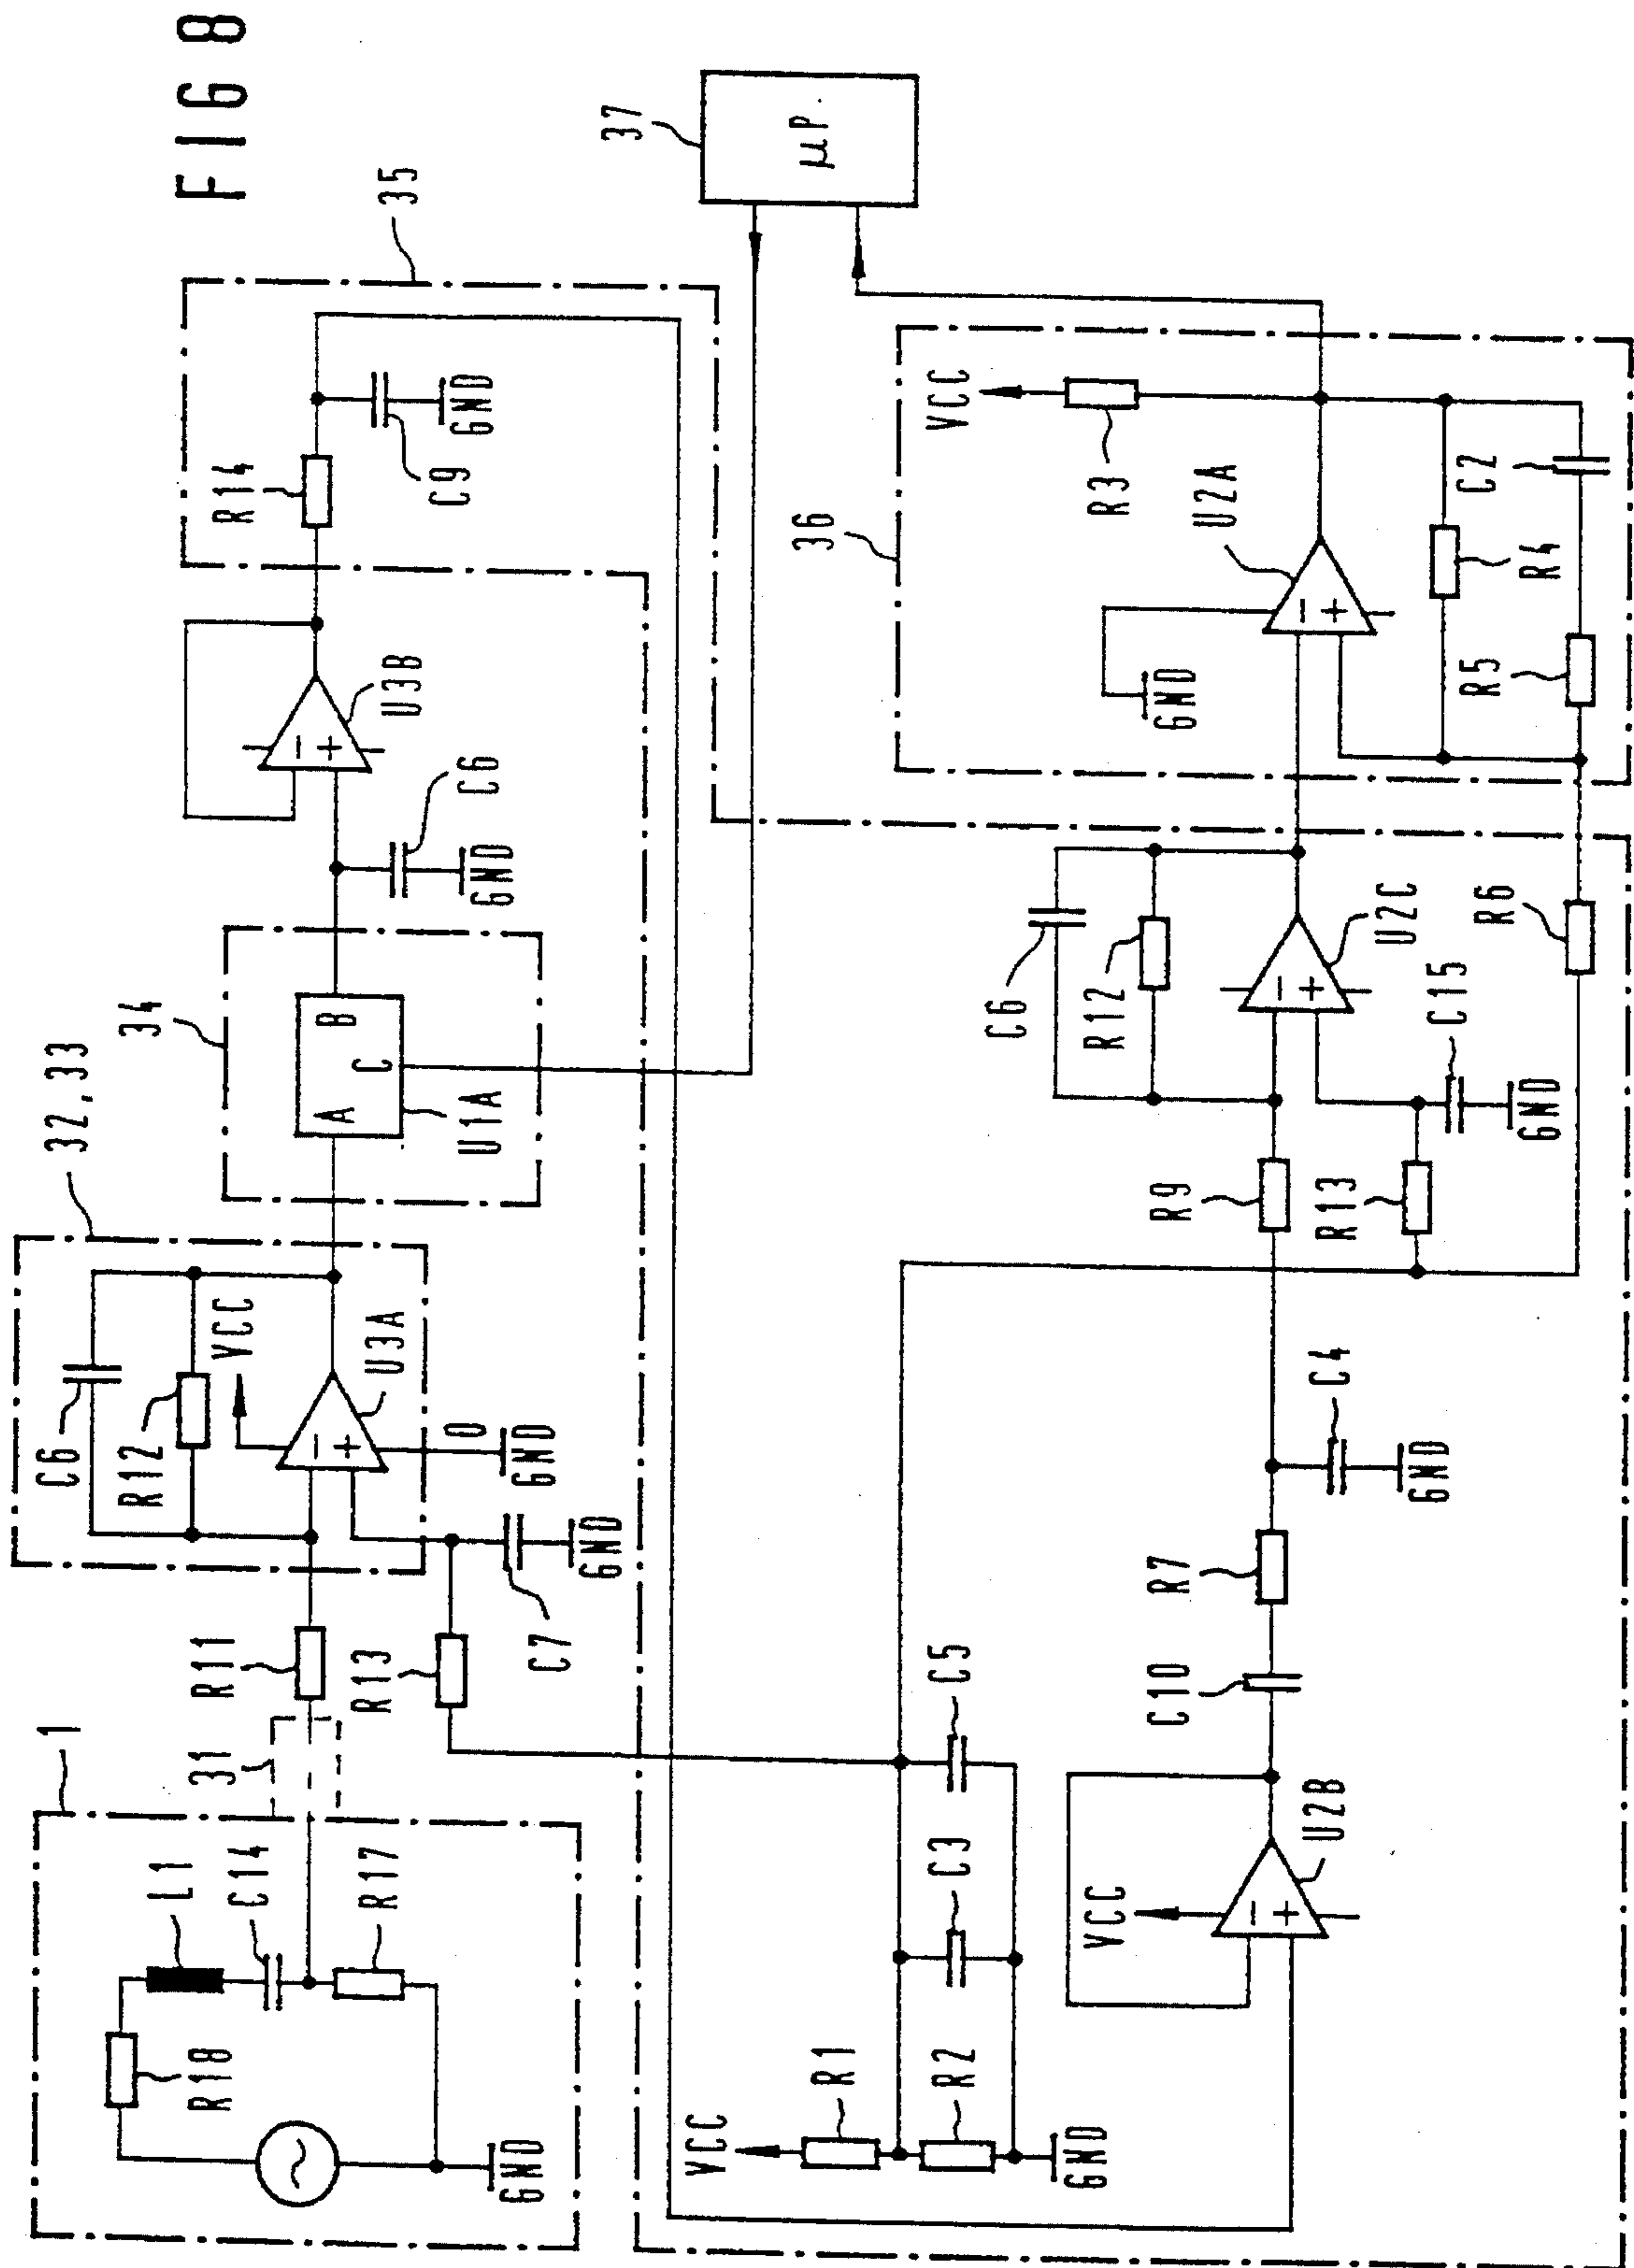 FIG 8
1
R18
L1
C14
R17
GND
31
R11
R13
C7
GND
32,33
C6
R12
VCC
U3A
0
GND
34
A
B
C
U1A
C6
GND
U3B
35
R14
C9
GND
37
μP.
VCC
R1
R2
GND
C3
C5
VCC
U2B
C10
R7
C4
GND
R9
R13
C15
GND
C6
R12
U2C
R6
36
GND
U2A
VCC
R3
R4
R5
C2